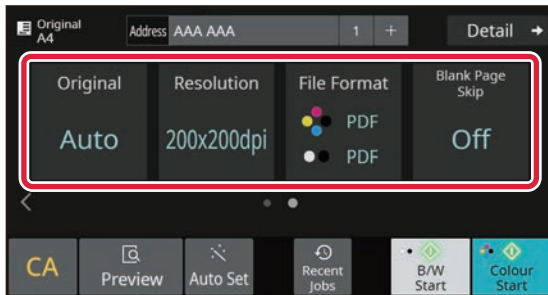 Original
A4
Address AAA AAA 1 +
Detail
Original
Auto
Resolution
200x200dpi
File Format
PDF
PDF
Blank Page
Skip
Off
CA
Preview
Auto Set
Recent
Jobs
B/W
Start
Colour
Start